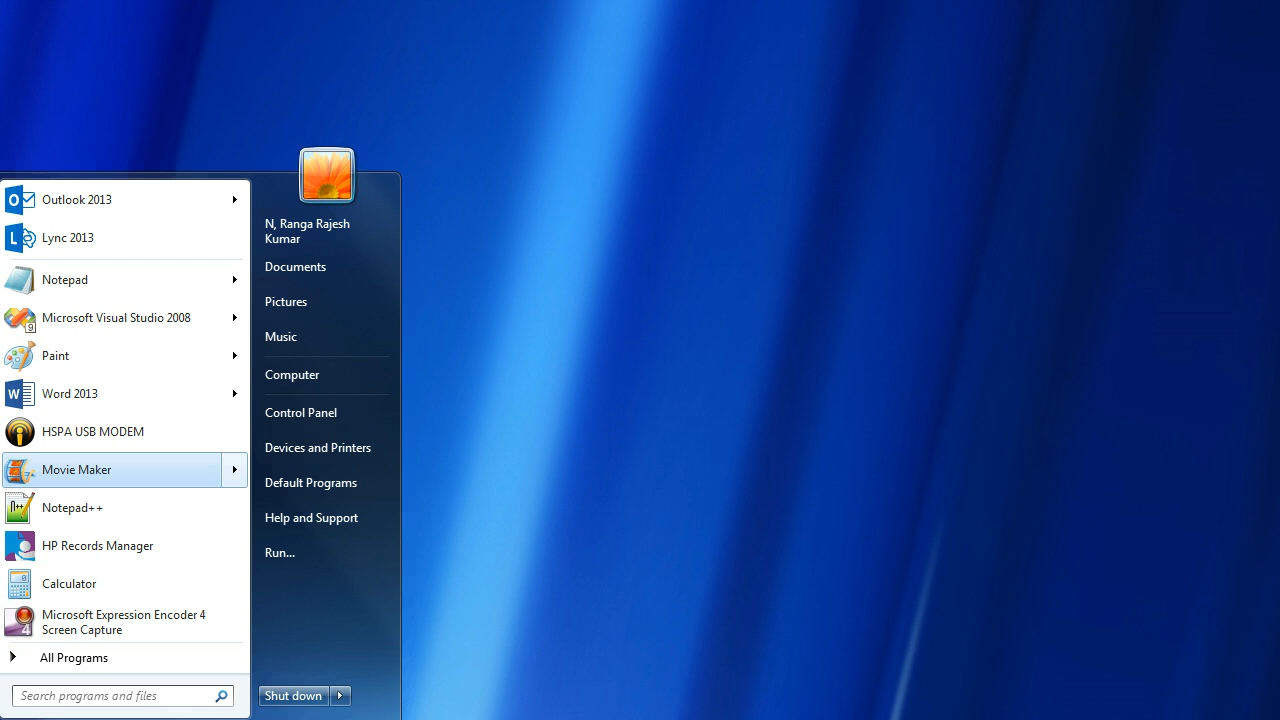 Outlook 2013
Lync 2013
Notepad
9
Microsoft Visual Studio 2008
Paint
Word 2013
HSPA USB MODEM
Movie Maker
Notepad++
HP Records Manager
Calculator
Microsoft Expression Encoder 4
Screen Capture
All Programs
Search programs and files
N, Ranga Rajesh
Kumar
Documents
Pictures
Music
Computer
Control Panel
Devices and Printers
Default Programs
Help and Support
Run...
Shut down